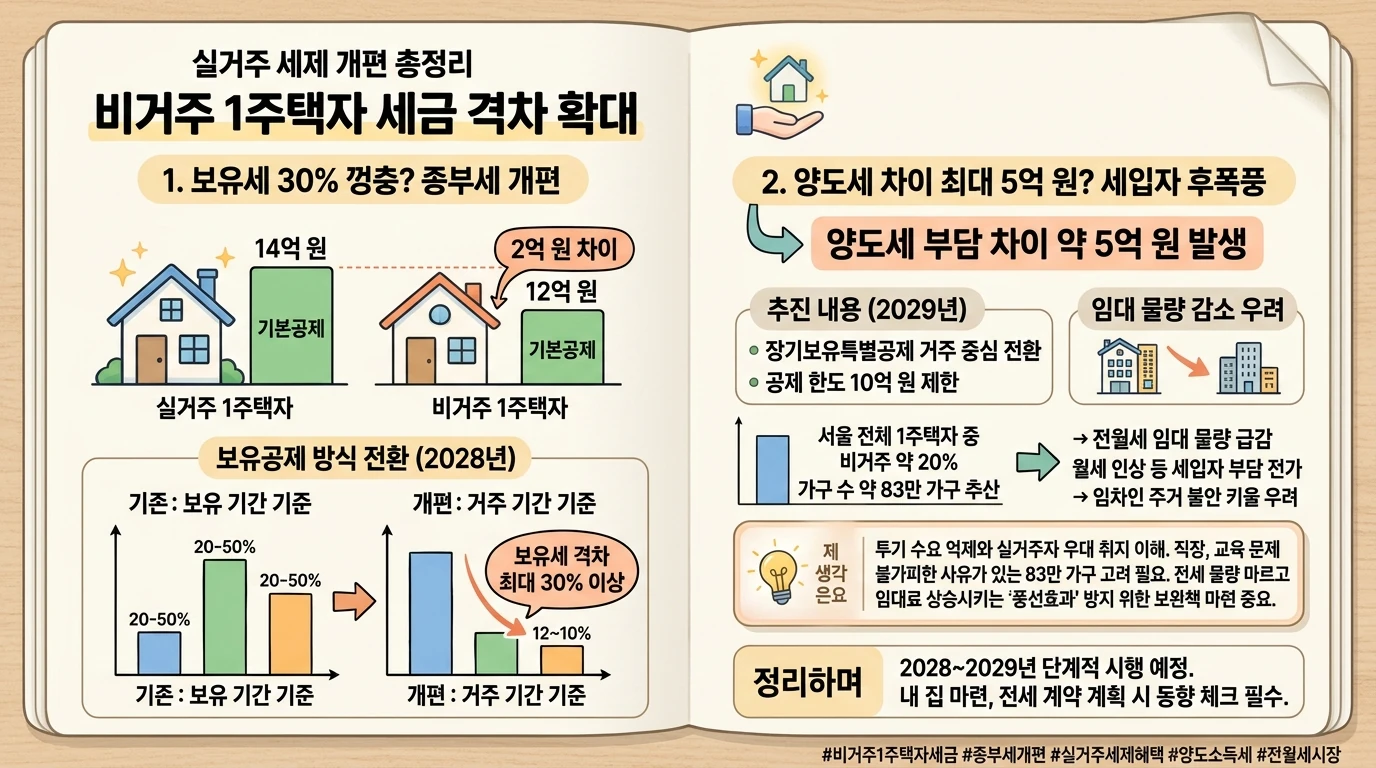 실거주 세제 개편 총정리
비거주 1주택자 세금 격차 확대
1. 보유세 30% 껑충? 종부세 개편
14억 원
2억 원 차이
12억 원
기본공제
기본공제
실거주 1주택자
비거주 1주택자
보유공제 방식 전환 (2028년)
기존 : 보유 기간 기준
개편 : 거주 기간 기준
20-50%
20-50%
20-50%
보유세 격차
최대 30% 이상
12~10%
기존 : 보유 기간 기준
개편 : 거주 기간 기준
2. 양도세 차이 최대 5억 원? 세입자 후폭풍
양도세 부담 차이 약 5억 원 발생
추진 내용 (2029년)
• 장기보유특별공제 거주 중심 전환
• 공제 한도 10억 원 제한
임대 물량 감소 우려
서울 전체 1주택자 중
비거주 약 20%
가구 수 약 83만 가구 추산
→ 전월세 임대 물량 급감
월세 인상 등 세입자 부담 전가
→ 임차인 주거 불안 키울 우려
제
생각
은요
투기 수요 억제와 실거주자 우대 취지 이해. 직장, 교육 문제
불가피한 사유가 있는 83만 가구 고려 필요. 전세 물량 마르고
임대료 상승시키는 '풍선효과' 방지 위한 보완책 마련 중요.
정리하며
2028~2029년 단계적 시행 예정.
내 집 마련, 전세 계약 계획 시 동향 체크 필수.
#비거주1주택자세금 #종부세개편 #실거주세제혜택 #양도소득세 #전월세시장